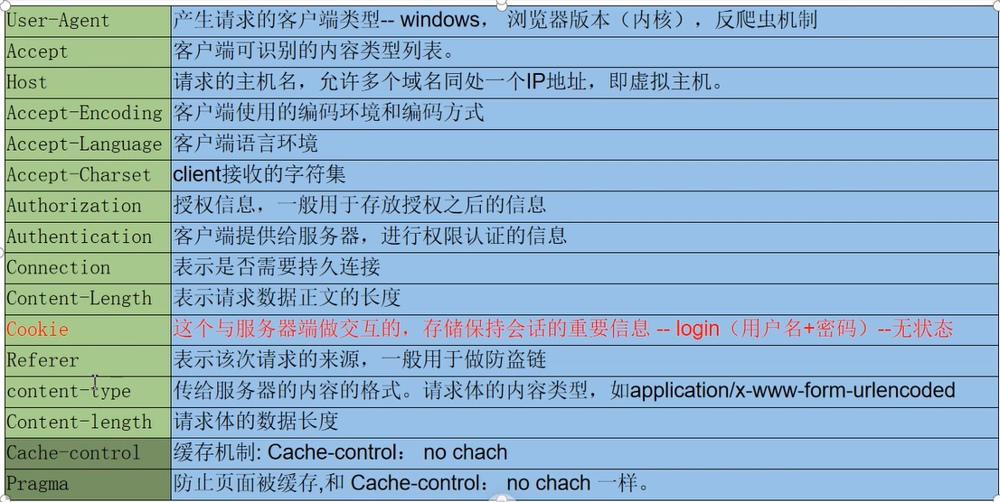 User-Agent 产生请求的客户端类型-- windows， 浏览器版本（内核），反爬虫机制
Accept 客户端可识别的内容类型列表。
Host 请求的主机名，允许多个域名同处一个IP地址，即虚拟主机。
Accept-Encoding 客户端使用的编码环境和编码方式
Accept-Language 客户端语言环境
Accept-Charset client接收的字符集
Authorization 授权信息，一般用于存放授权之后的信息
Authentication 客户端提供给服务器，进行权限认证的信息
Connection 表示是否需要持久连接
Content-Length 表示请求数据正文的长度
Cookie 这个与服务器端做交互的，存储保持会话的重要信息 -- login（用户名+密码）--无状态
Referer 表示该次请求的来源，一般用于做防盗链
content-type 传给服务器的内容的格式。请求体的内容类型，如application/x-www-form-urlencoded
Content-length 请求体的数据长度
Cache-control 缓存机制: Cache-control： no chach
Pragma 防止页面被缓存,和 Cache-control： no chach 一样。